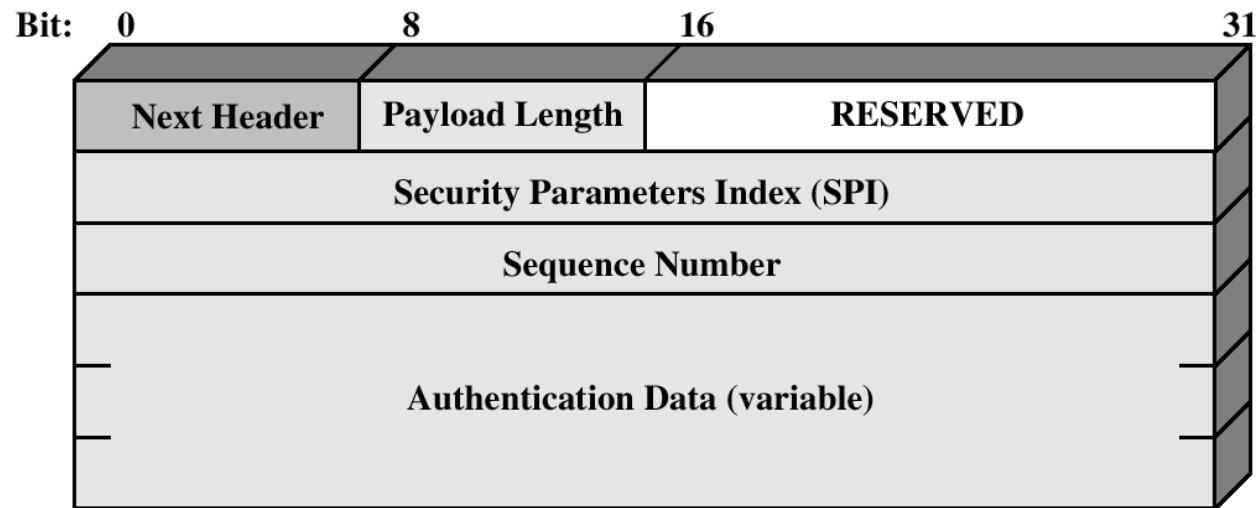 Bit: 0 8 16 31
Next Header Payload Length RESERVED
Security Parameters Index (SPI)
Sequence Number
Authentication Data (variable)